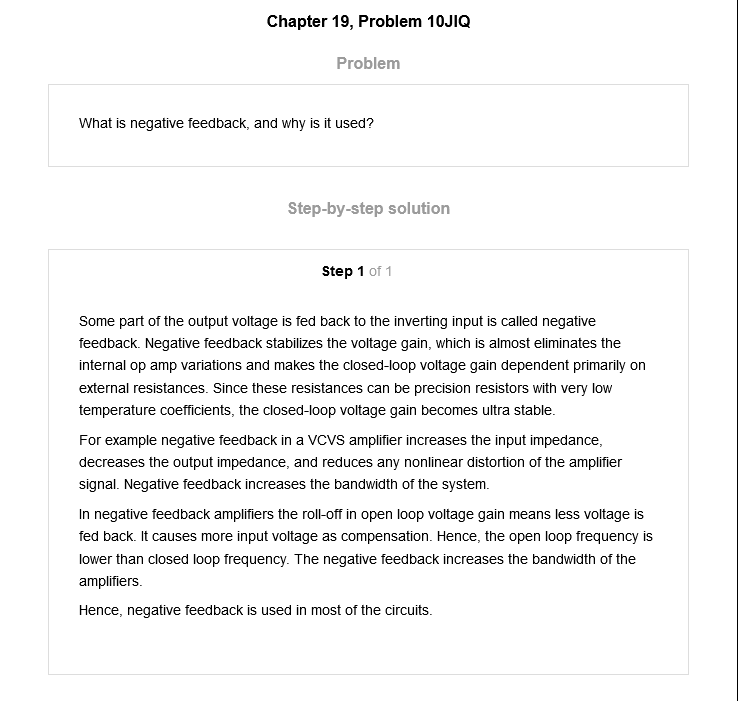 Chapter 19, Problem 10JIQ
Problem
What is negative feedback, and why is it used?
Step-by-step solution
Step 1 of 1
Some part of the output voltage is fed back to the inverting input is called negative
feedback. Negative feedback stabilizes the voltage gain, which is almost eliminates the
internal op amp variations and makes the closed-loop voltage gain dependent primarily on
external resistances. Since these resistances can be precision resistors with very low
temperature coefficients, the closed-loop voltage gain becomes ultra stable.
For example negative feedback in a VCVS amplifier increases the input impedance,
decreases the output impedance, and reduces any nonlinear distortion of the amplifier
signal. Negative feedback increases the bandwidth of the system.
In negative feedback amplifiers the roll-off in open loop voltage gain means less voltage is
fed back. It causes more input voltage as compensation. Hence, the open loop frequency is
lower than closed loop frequency. The negative feedback increases the bandwidth of the
amplifiers.
Hence, negative feedback is used in most of the circuits.